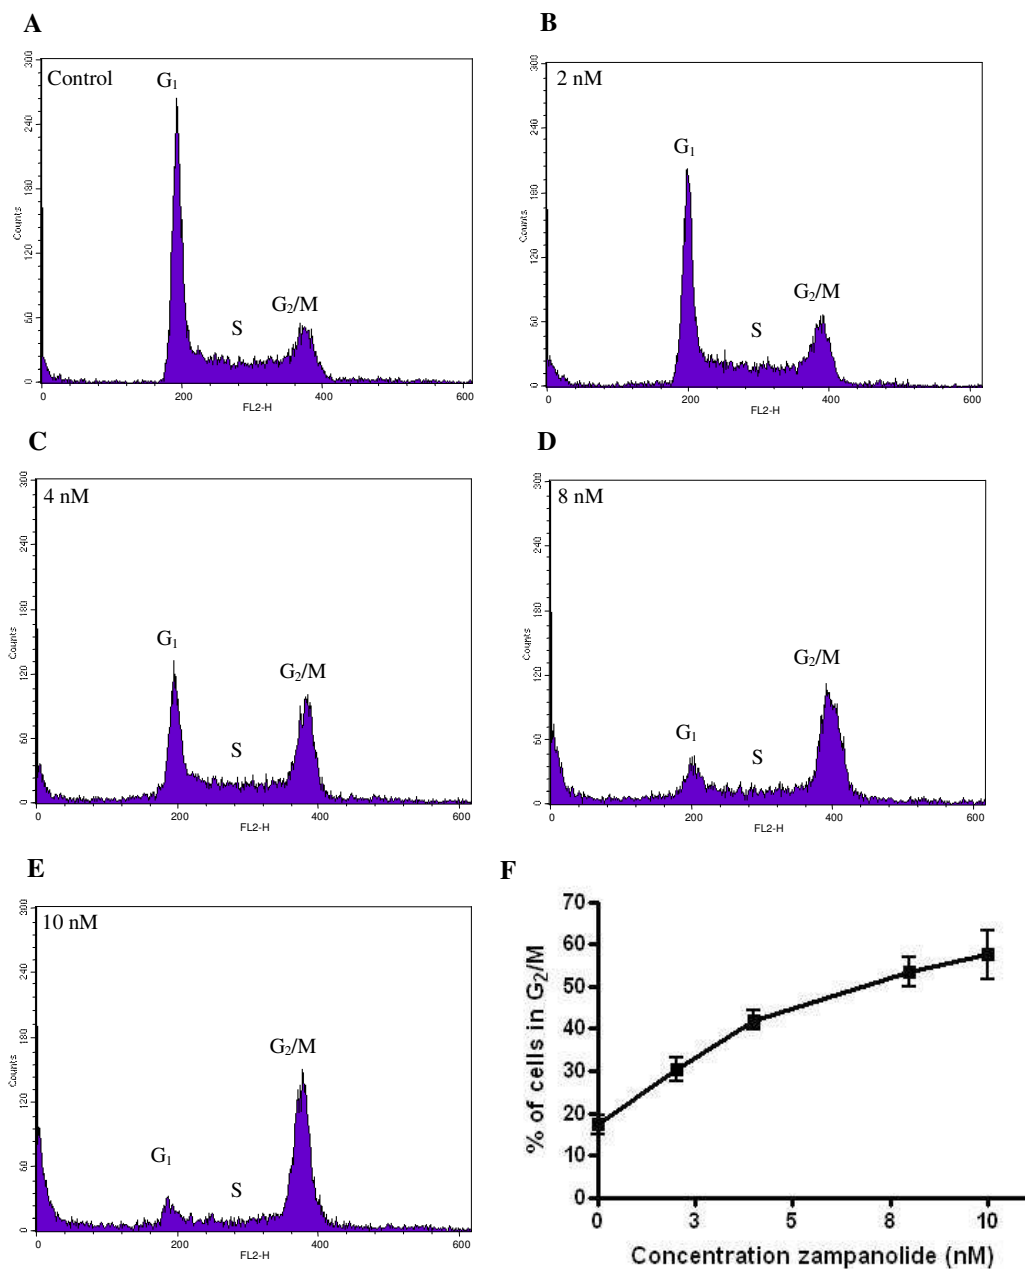 A
Control
G₁
S
G₂/M
300
240
180
120
60
0
Counts
0 200 400 600
FL2-H
B
2 nM
G₁
S
G₂/M
300
240
180
120
60
0
Counts
0 200 400 600
FL2-H
C
4 nM
G₁
S
G₂/M
300
240
180
120
60
0
Counts
0 200 400 600
FL2-H
D
8 nM
G₁
S
G₂/M
300
240
180
120
60
0
Counts
0 200 400 600
FL2-H
E
10 nM
G₁
S
G₂/M
300
240
180
120
60
0
Counts
0 200 400 600
FL2-H
F
70
60
50
40
30
20
10
0
% of cells in G₂/M
0 3 5 8 10
Concentration zampanolide (nM)